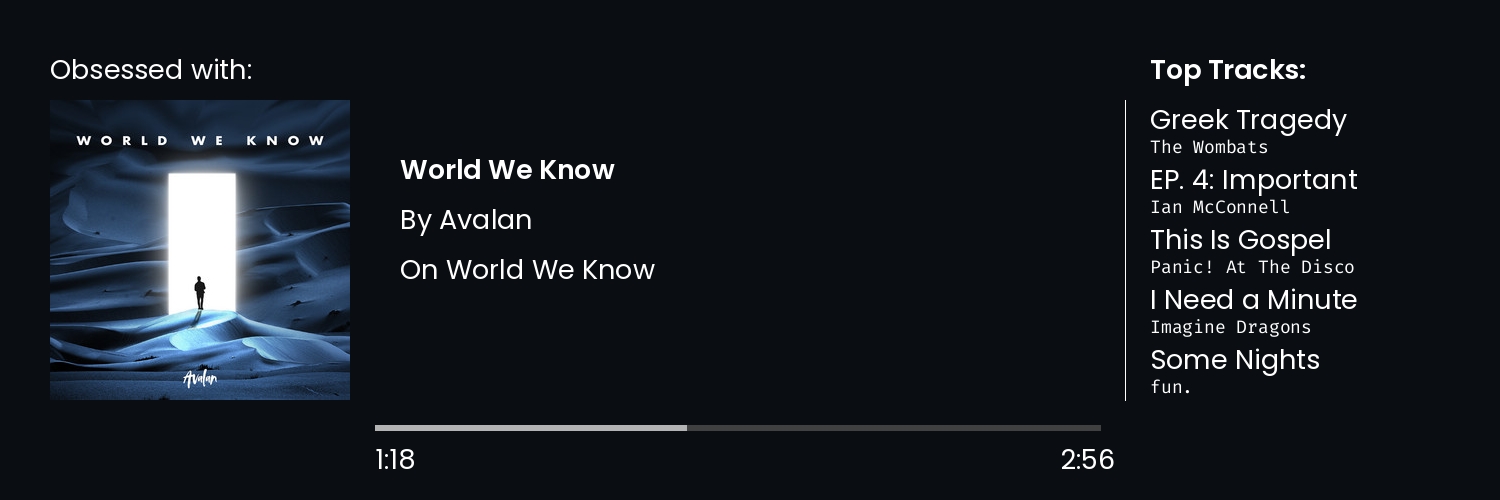 Obsessed with:
WORLD WE KNOW
Avalan
World We Know
By Avalan
On World We Know
1:18
2:56
Top Tracks:
Greek Tragedy
The Wombats
EP. 4: Important
Ian McConnell
This Is Gospel
Panic! At The Disco
I Need a Minute
Imagine Dragons
Some Nights
fun.